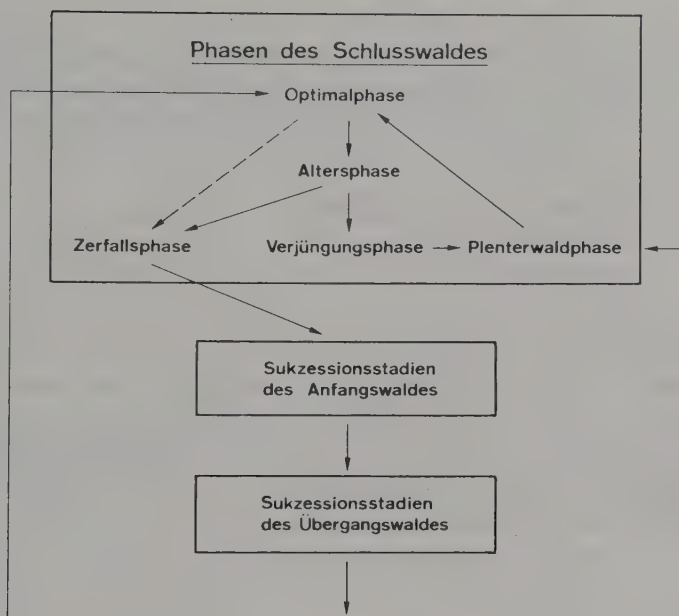 Phasen des Schlusswaldes
Optimalphase
Altersphase
Zerfallsphase
Verjüngungsphase
Plenterwaldphase
Sukzessionsstadien
des Anfangswaldes
Sukzessionsstadien
des Übergangswaldes